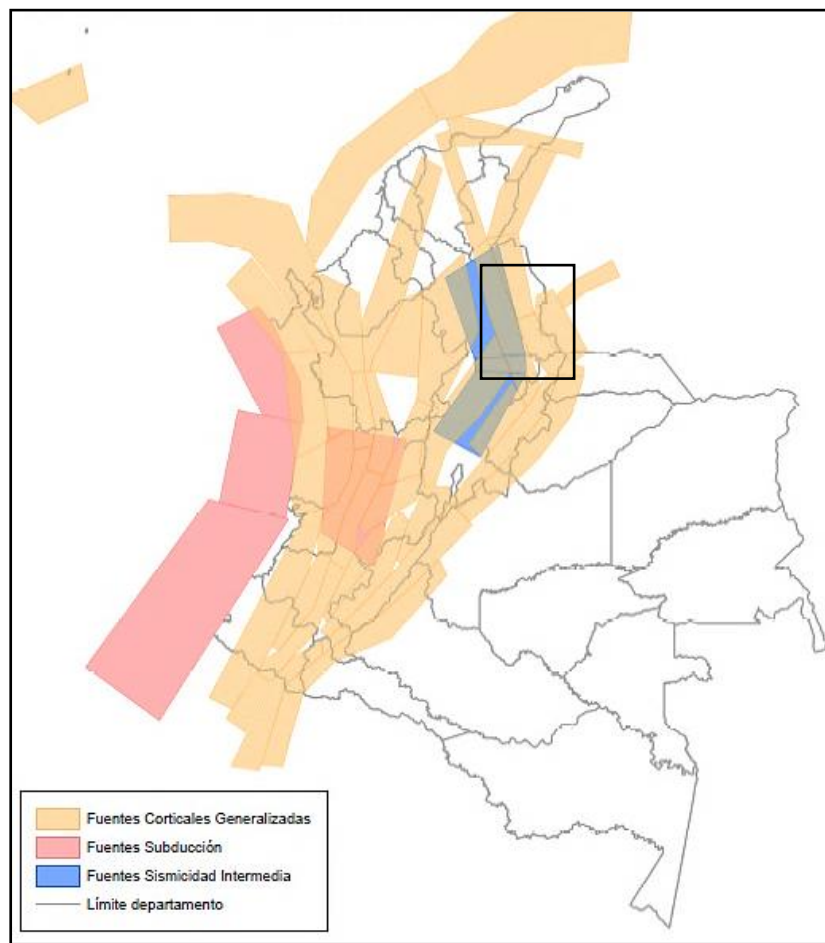 Fuentes Corticales Generalizadas
Fuentes Subducción
Fuentes Sismicidad Intermedia
Límite departamento